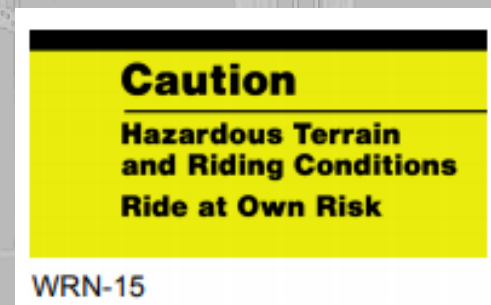 Caution
Hazardous Terrain
and Riding Conditions
Ride at Own Risk
WRN-15